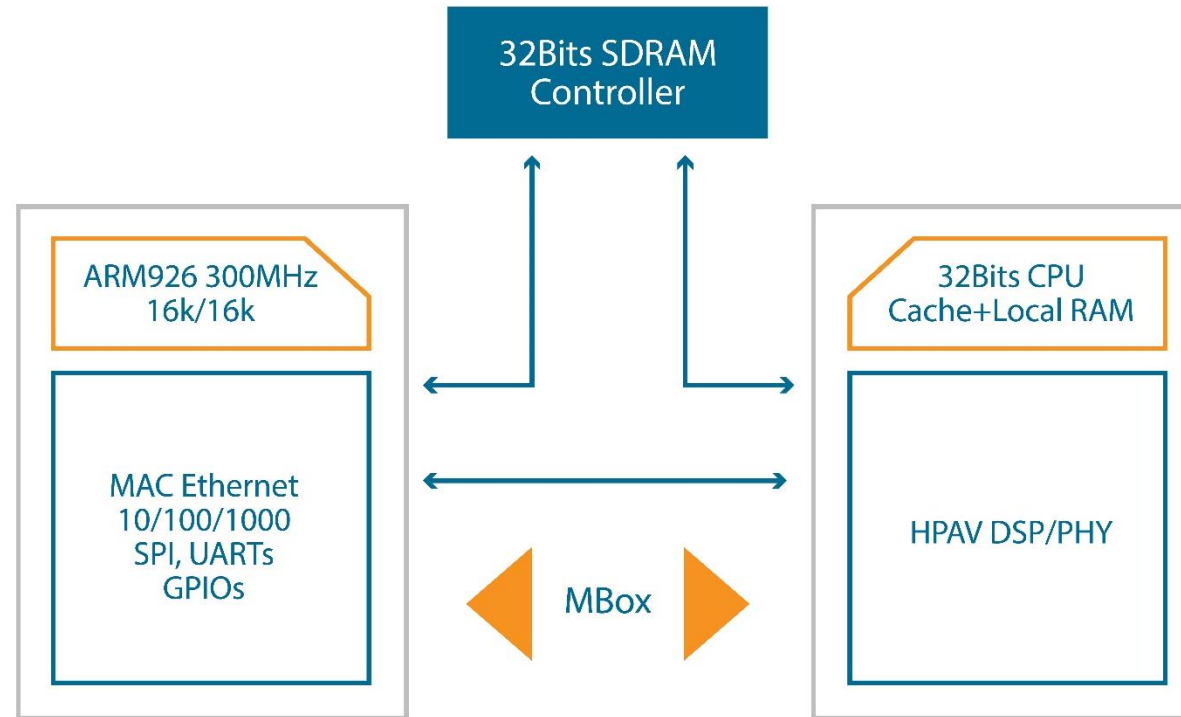 32Bits SDRAM
Controller
ARM926 300MHz
16k/16k
32Bits CPU
Cache+Local RAM
MAC Ethernet
10/100/1000
SPI, UARTs
GPIOs
HPAV DSP/PHY
MBox